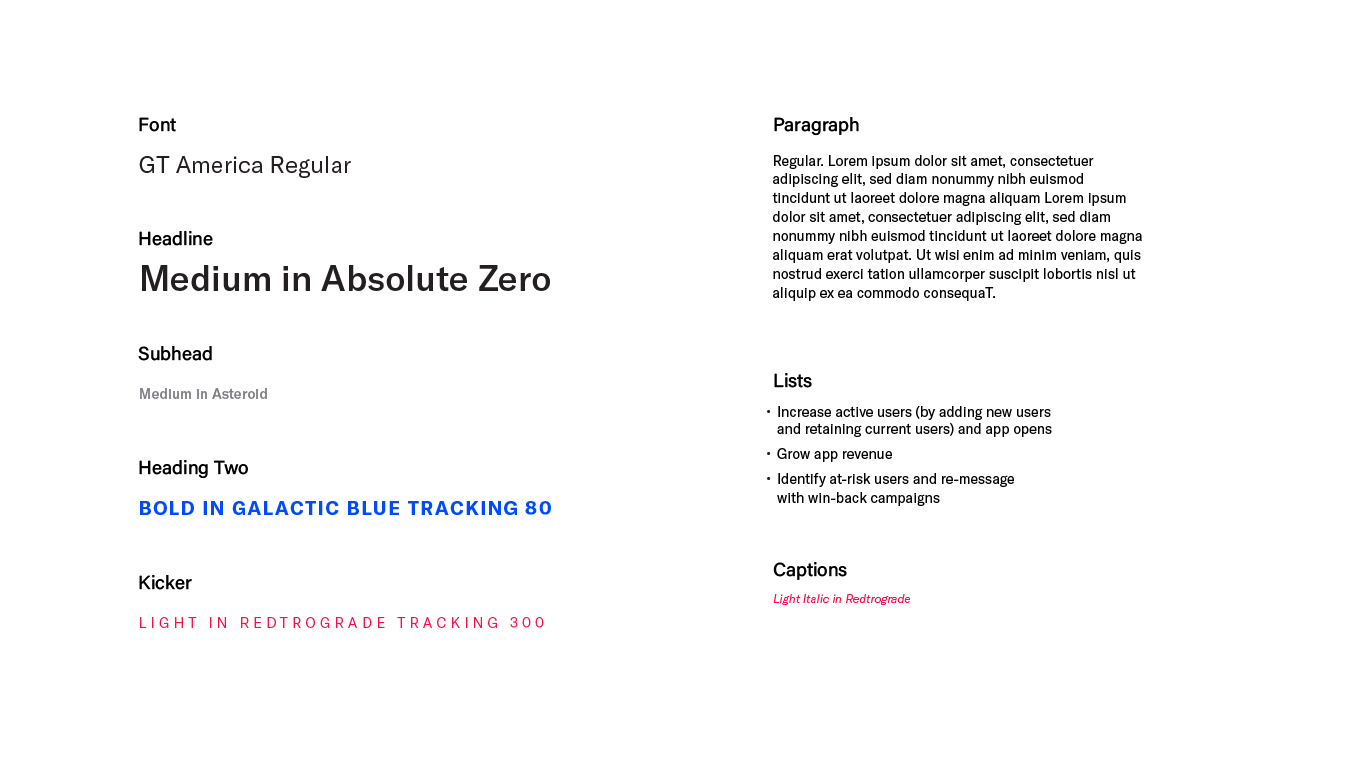 Font
GT America Regular
Headline
Medium in Absolute Zero
Subhead
Medium in Asteroid
Heading Two
BOLD IN GALACTIC BLUE TRACKING 80
Kicker
LIGHT IN REDTROGRADE TRACKING 300
Paragraph
Regular. Lorem ipsum dolor sit amet, consectetuer
adipiscing elit, sed diam nonummy nibh euismod
tincidunt ut laoreet dolore magna aliquam Lorem ipsum
dolor sit amet, consectetuer adipiscing elit, sed diam
nonummy nibh euismod tincidunt ut laoreet dolore magna
aliquam erat volutpat. Ut wisi enim ad minim veniam, quis
nostrud exerci tation ullamcorper suscipit lobortis nisl ut
aliquip ex ea commodo consequaT.
Lists
• Increase active users (by adding new users
and retaining current users) and app opens
• Grow app revenue
• Identify at-risk users and re-message
with win-back campaigns
Captions
Light Italic in Redtrograde